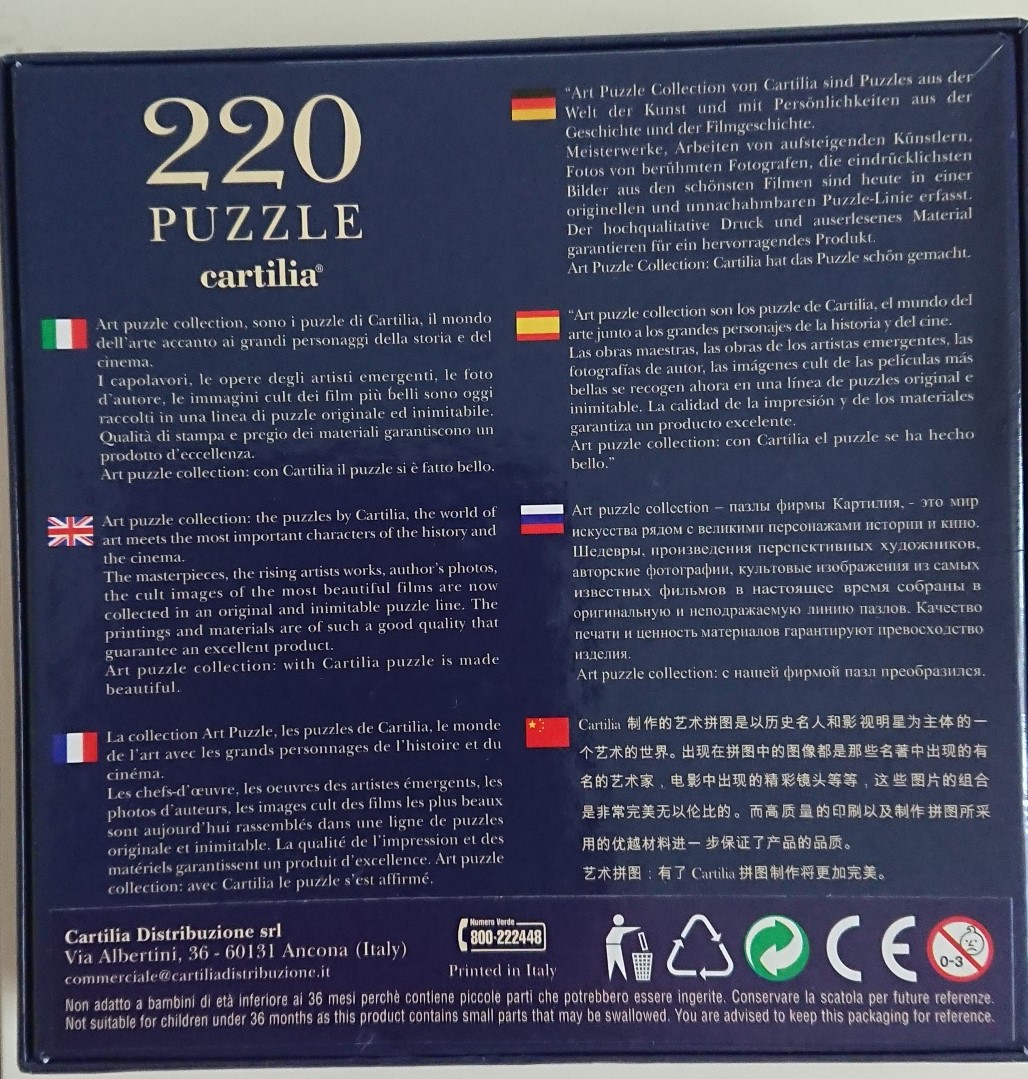 220
PUZZLE
cartilia®
Art puzzle collection, sono i puzzle di Cartilia, il mondo
dell'arte accanto ai grandi personaggi della storia e del
cinema.
I capolavori, le opere degli artisti emergenti, le foto
d'autore, le immagini cult dei film più belli sono oggi
raccolti in una linea di puzzle originale ed inimitabile.
Qualità di stampa e pregio dei materiali garantiscono un
prodotto d'eccellenza.
Art puzzle collection: con Cartilia il puzzle si è fatto bello.
Art puzzle collection: the puzzles by Cartilia, the world of
art meets the most important characters of the history and
the cinema.
The masterpieces, the rising artists works, author's photos,
the cult images of the most beautiful films are now
collected in an original and inimitable puzzle line. The
printings and materials are of such a good quality that
guarantee an excellent product.
Art puzzle collection: with Cartilia puzzle is made
beautiful.
La collection Art Puzzle, les puzzles de Cartilia, le monde
de l'art avec les grands personnages de l'histoire et du
cinéma.
Les chefs-d'œuvre, les oeuvres des artistes émergents, les
photos d'auteurs, les images cult des films les plus beaux
sont aujourd'hui rassemblés dans une ligne de puzzles
originale et inimitable. La qualité de l'impression et des
matériels garantissent un produit d'excellence. Art puzzle
collection: avec Cartilia le puzzle s'est affirmé.
"Art Puzzle Collection von Cartilia sind Puzzles aus der
Welt der Kunst und mit Persönlichkeiten aus der
Geschichte und der Filmgeschichte.
Meisterwerke, Arbeiten von aufsteigenden Künstlern,
Fotos von berühmten Fotografen, die eindrücklichsten
Bilder aus den schönsten Filmen sind heute in einer
originellen und unnachahmbaren Puzzle-Linie erfasst.
Der hochqualitative Druck und auserlesenes Material
garantieren für ein hervorragendes Produkt.
Art Puzzle Collection: Cartilia hat das Puzzle schön gemacht.
"Art puzzle collection son los puzzle de Cartilia, el mundo del
arte junto a los grandes personajes de la historia y del cine.
Las obras maestras, las obras de los artistas emergentes, las
fotografías de autor, las imágenes cult de las películas más
bellas se recogen ahora en una línea de puzzles original e
inimitable. La calidad de la impresión y de los materiales
garantiza un producto excelente.
Art puzzle collection: con Cartilia el puzzle se ha hecho
bello."
Art puzzle collection – пазлы фирмы Картилия, - это мир
искусства рядом с великими персонажами истории и кино.
Шедевры, произведения перспективных художников,
авторские фотографии, культовые изображения из самых
известных фильмов в настоящее время собраны в
оригинальную и неподражаемую линию пазлов. Качество
печати и ценность материалов гарантируют превосходство
изделия.
Art puzzle collection: с нашей фирмой пазл преобразился.
Cartilia 制作的艺术拼图是以历史名人和影视明星为主体的一
个艺术的世界。出现在拼图中的图像都是那些名著中出现的有
名的艺术家，电影中出现的精彩镜头等等，这些图片的组合
是非常完美无以伦比的。而高质量的印刷以及制作拼图所采
用的优越材料进一步保证了产品的品质。
艺术拼图：有了 Cartilia 拼图制作将更加完美。
Cartilia Distribuzione srl
Via Albertini, 36 - 60131 Ancona (Italy)
commerciale@cartiliadistribuzione.it
Numero Verde
800-222448
Printed in Italy
CE
0-3
Non adatto a bambini di età inferiore ai 36 mesi perchè contiene piccole parti che potrebbero essere ingerite. Conservare la scatola per future referenze.
Not suitable for children under 36 months as this product contains small parts that may be swallowed. You are advised to keep this packaging for reference.